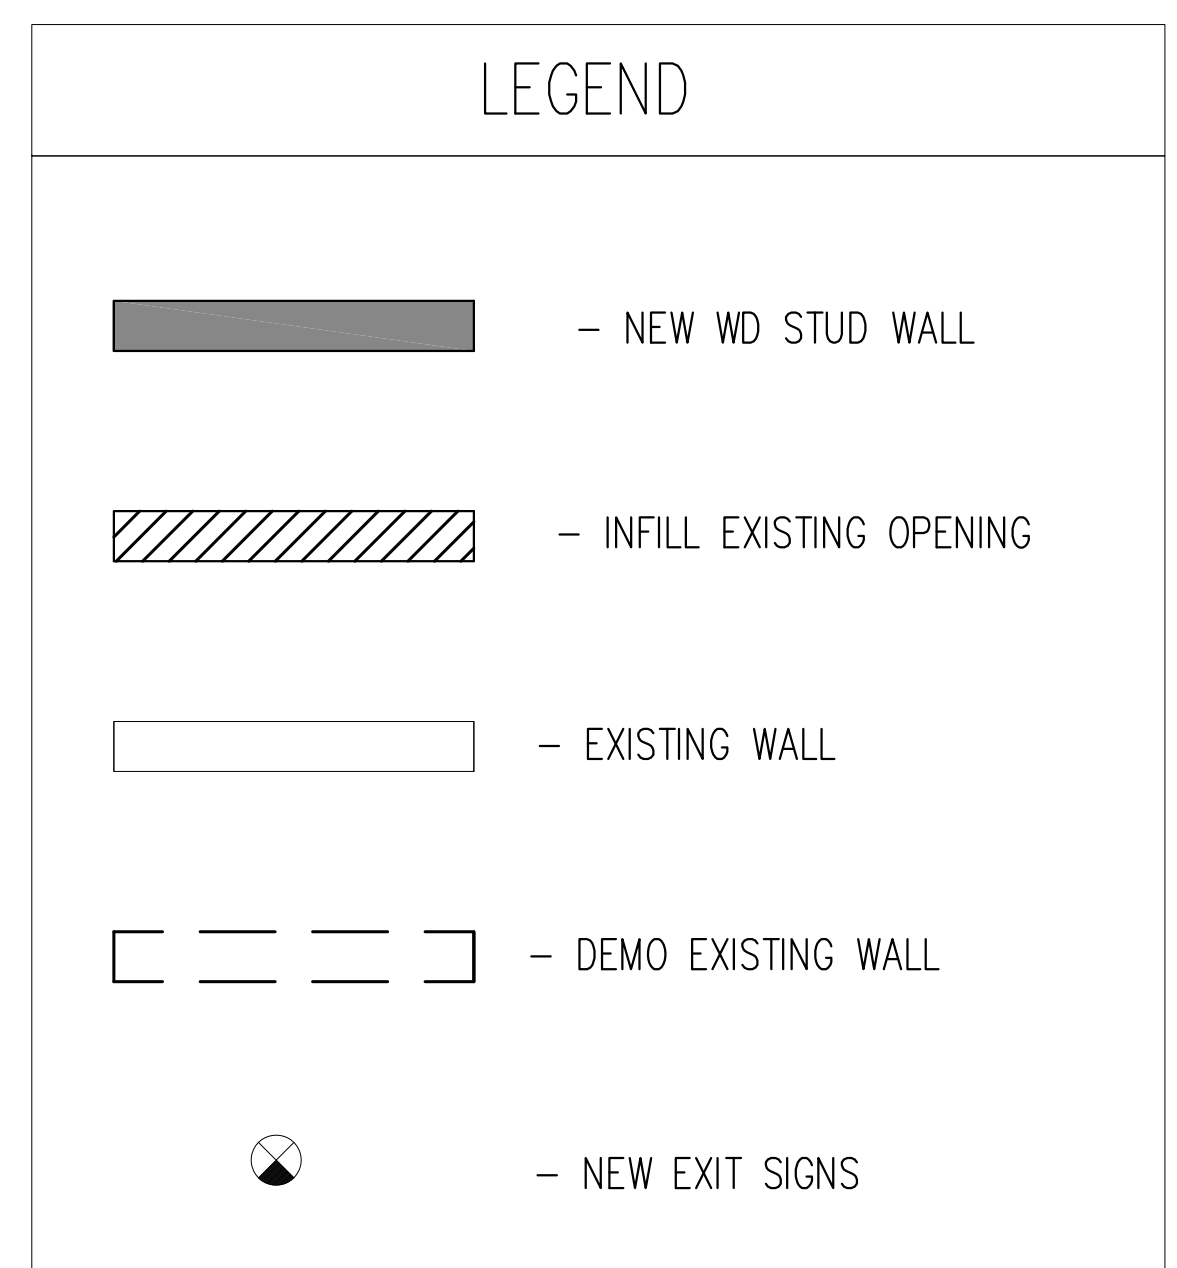 LEGEND
- NEW WD STUD WALL
- INFILL EXISTING OPENING
- EXISTING WALL
- DEMO EXISTING WALL
- NEW EXIT SIGNS